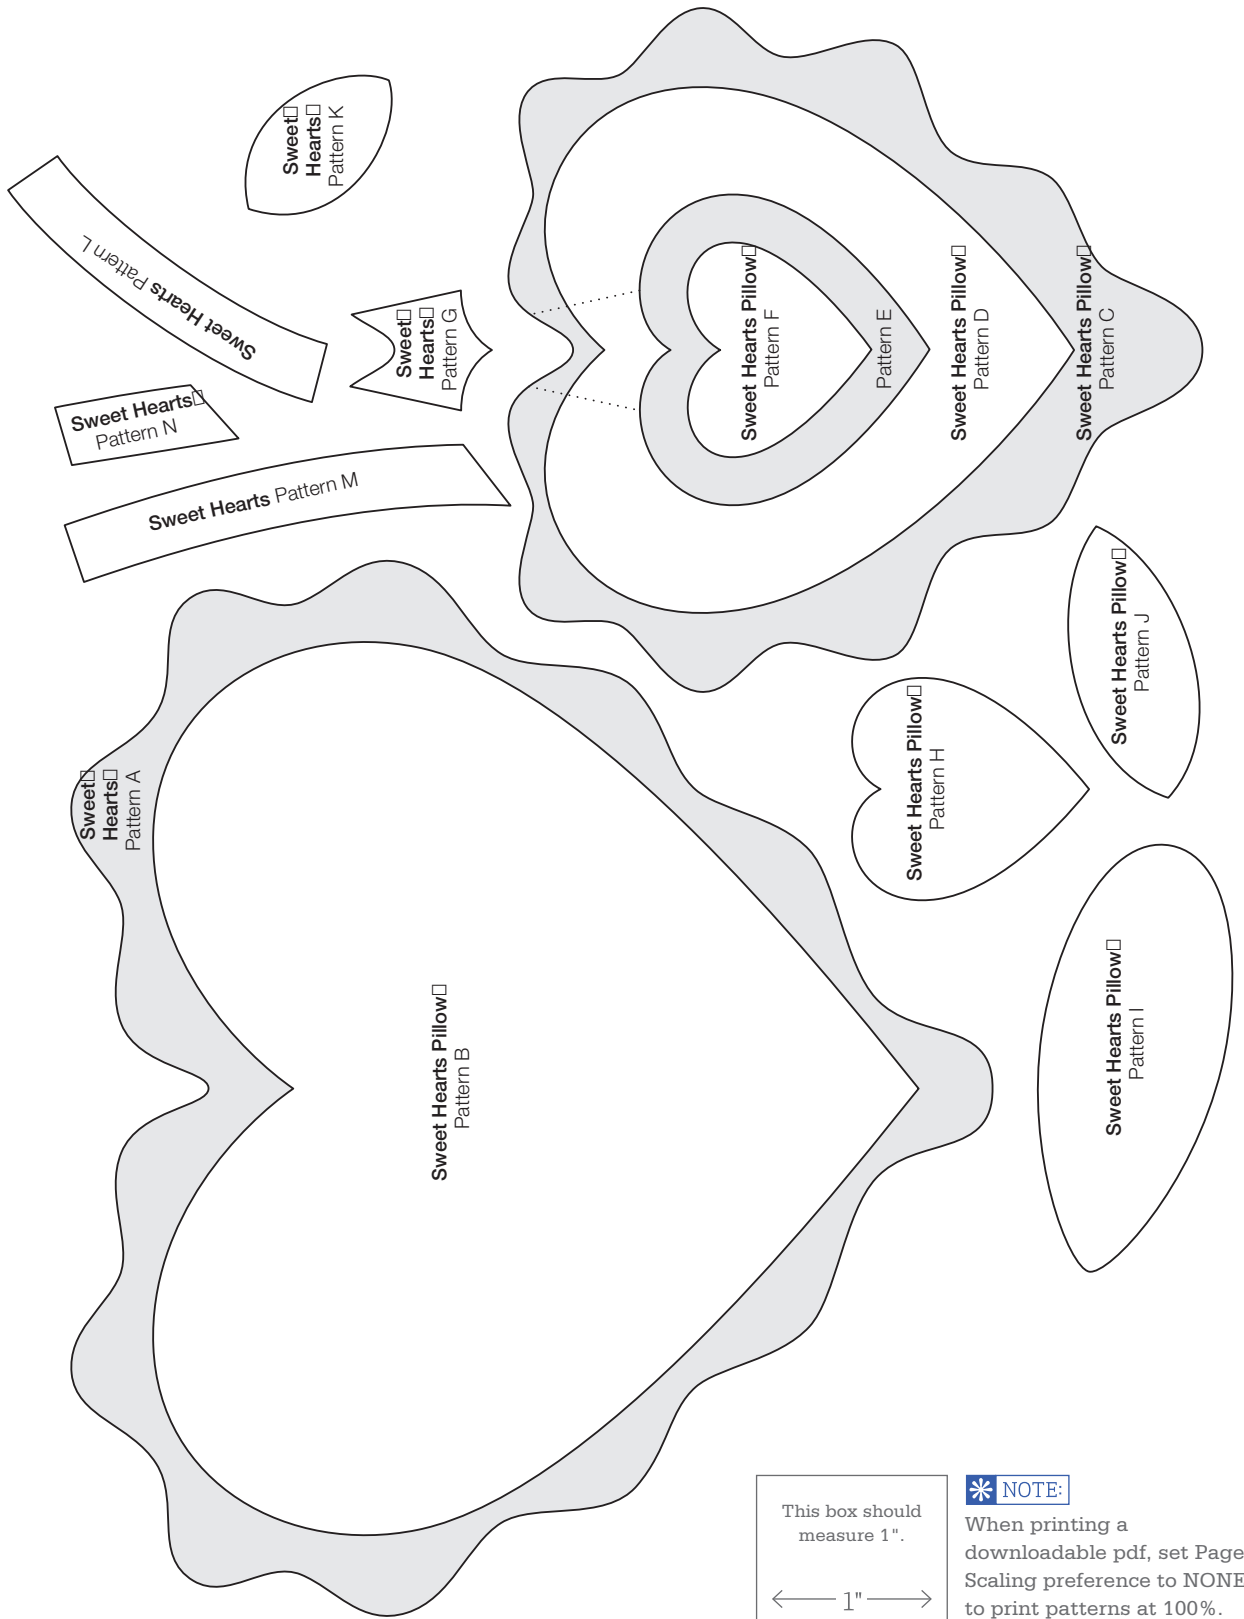 Sweet
Hearts
Pattern K
Sweet Hearts Pattern L
Sweet
Hearts
Pattern G
Sweet Hearts
Pattern N
Sweet Hearts Pattern M
Sweet Hearts Pillow
Pattern F
Pattern E
Sweet Hearts Pillow
Pattern D
Sweet Hearts Pillow
Pattern C
Sweet Hearts Pillow
Pattern J
Sweet Hearts Pillow
Pattern H
Sweet
Hearts
Pattern A
Sweet Hearts Pillow
Pattern B
Sweet Hearts Pillow
Pattern I
This box should
measure 1".
1"
NOTE:
When printing a
downloadable pdf, set Page
Scaling preference to NONE
to print patterns at 100%.